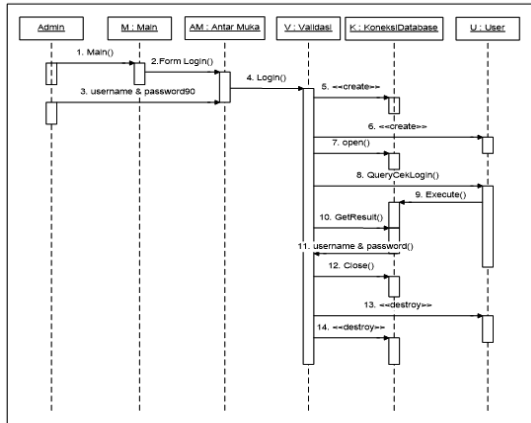 Admin
M : Main
AM : Antar Muka
V : Validasi
K : KoneksiDatabase
U : User
1. Main()
2.Form Login()
3. username & password90
4. Login()
5. <<create>>
6. <<create>>
7. open()
8. QueryCekLogin()
9. Execute()
10. GetResult()
11. username & password()
12. Close()
13. <<destroy>>
14. <<destroy>>